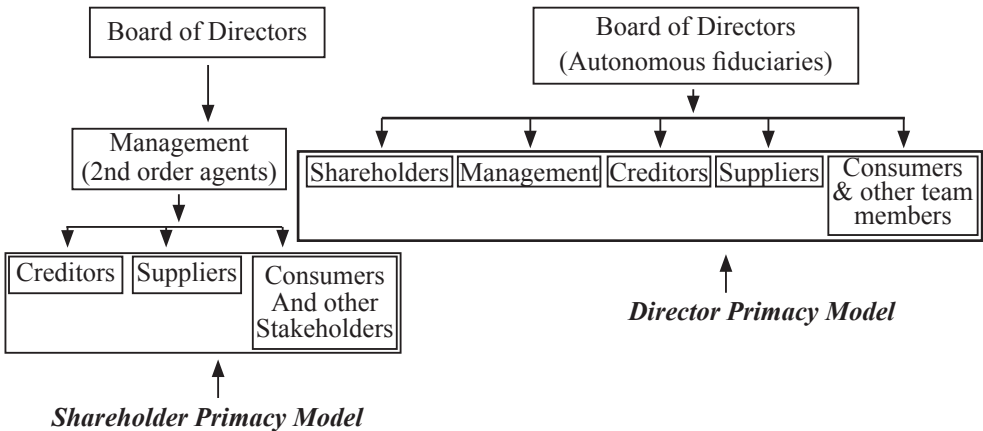 Board of Directors
Management
(2nd order agents)
Creditors
Suppliers
Consumers
And other
Stakeholders
Shareholder Primacy Model
Board of Directors
(Autonomous fiduciaries)
Shareholders
Management
Creditors
Suppliers
Consumers
& other team
members
Director Primacy Model